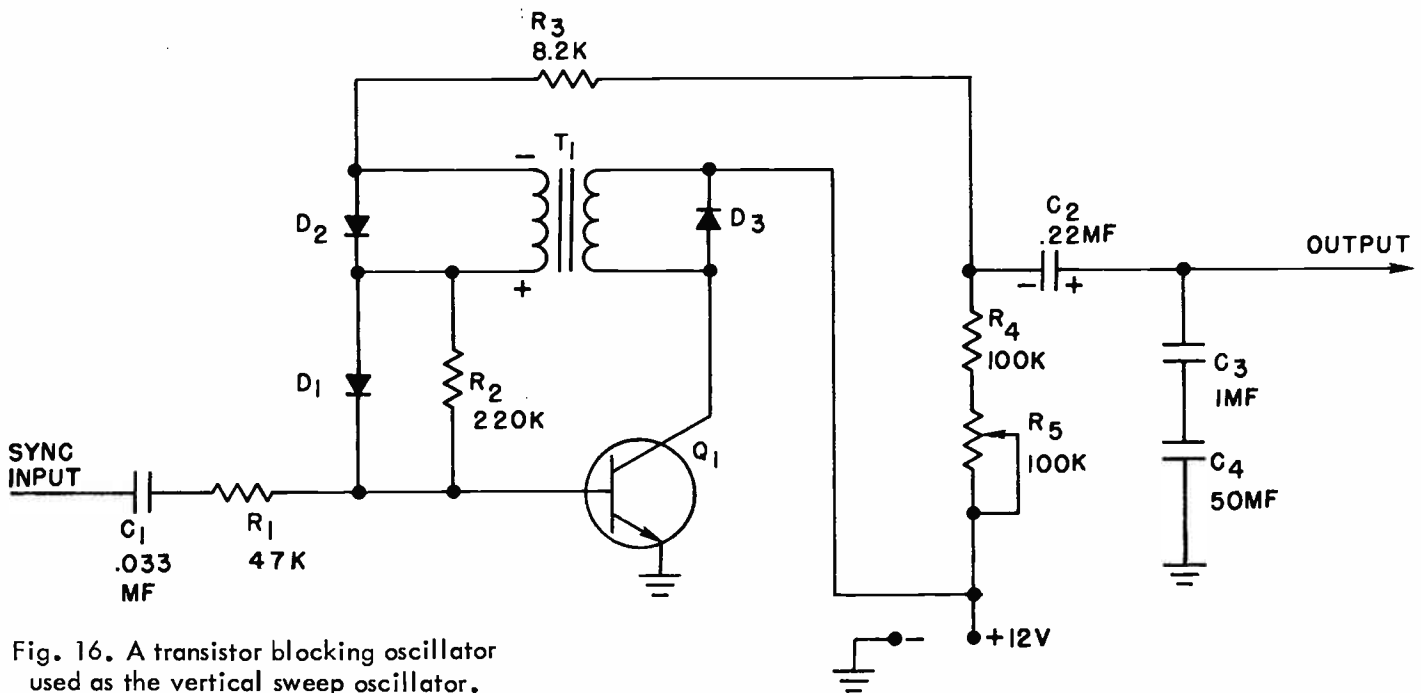 R3
8.2K
T1
-
D2
D3
C2
.22MF
OUTPUT
+
-
+
R4
100K
C3
1MF
D1
R2
220K
R5
100K
SYNC
INPUT
Q1
C4
50MF
C1
.033
MF
R1
47K
-
+12V
Fig. 16. A transistor blocking oscillator
used as the vertical sweep oscillator.